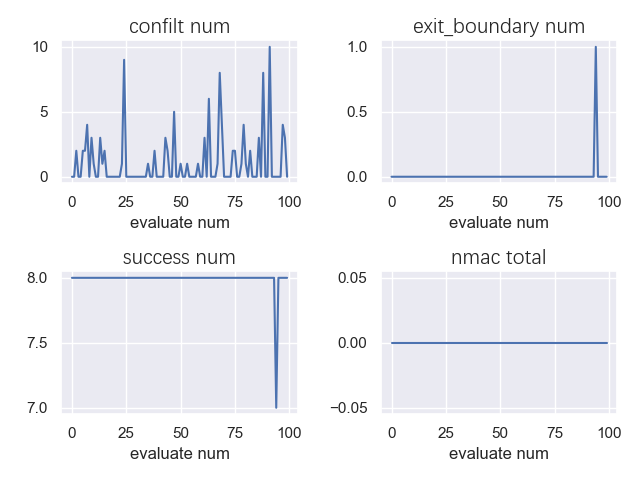 confilt num
exit_boundary num
10
5
0
1.0
0.5
0.0
0 25 50 75 100
0 25 50 75 100
evaluate num
evaluate num
success num
nmac total
8.0
7.5
7.0
0.05
0.00
−0.05
0 25 50 75 100
0 25 50 75 100
evaluate num
evaluate num